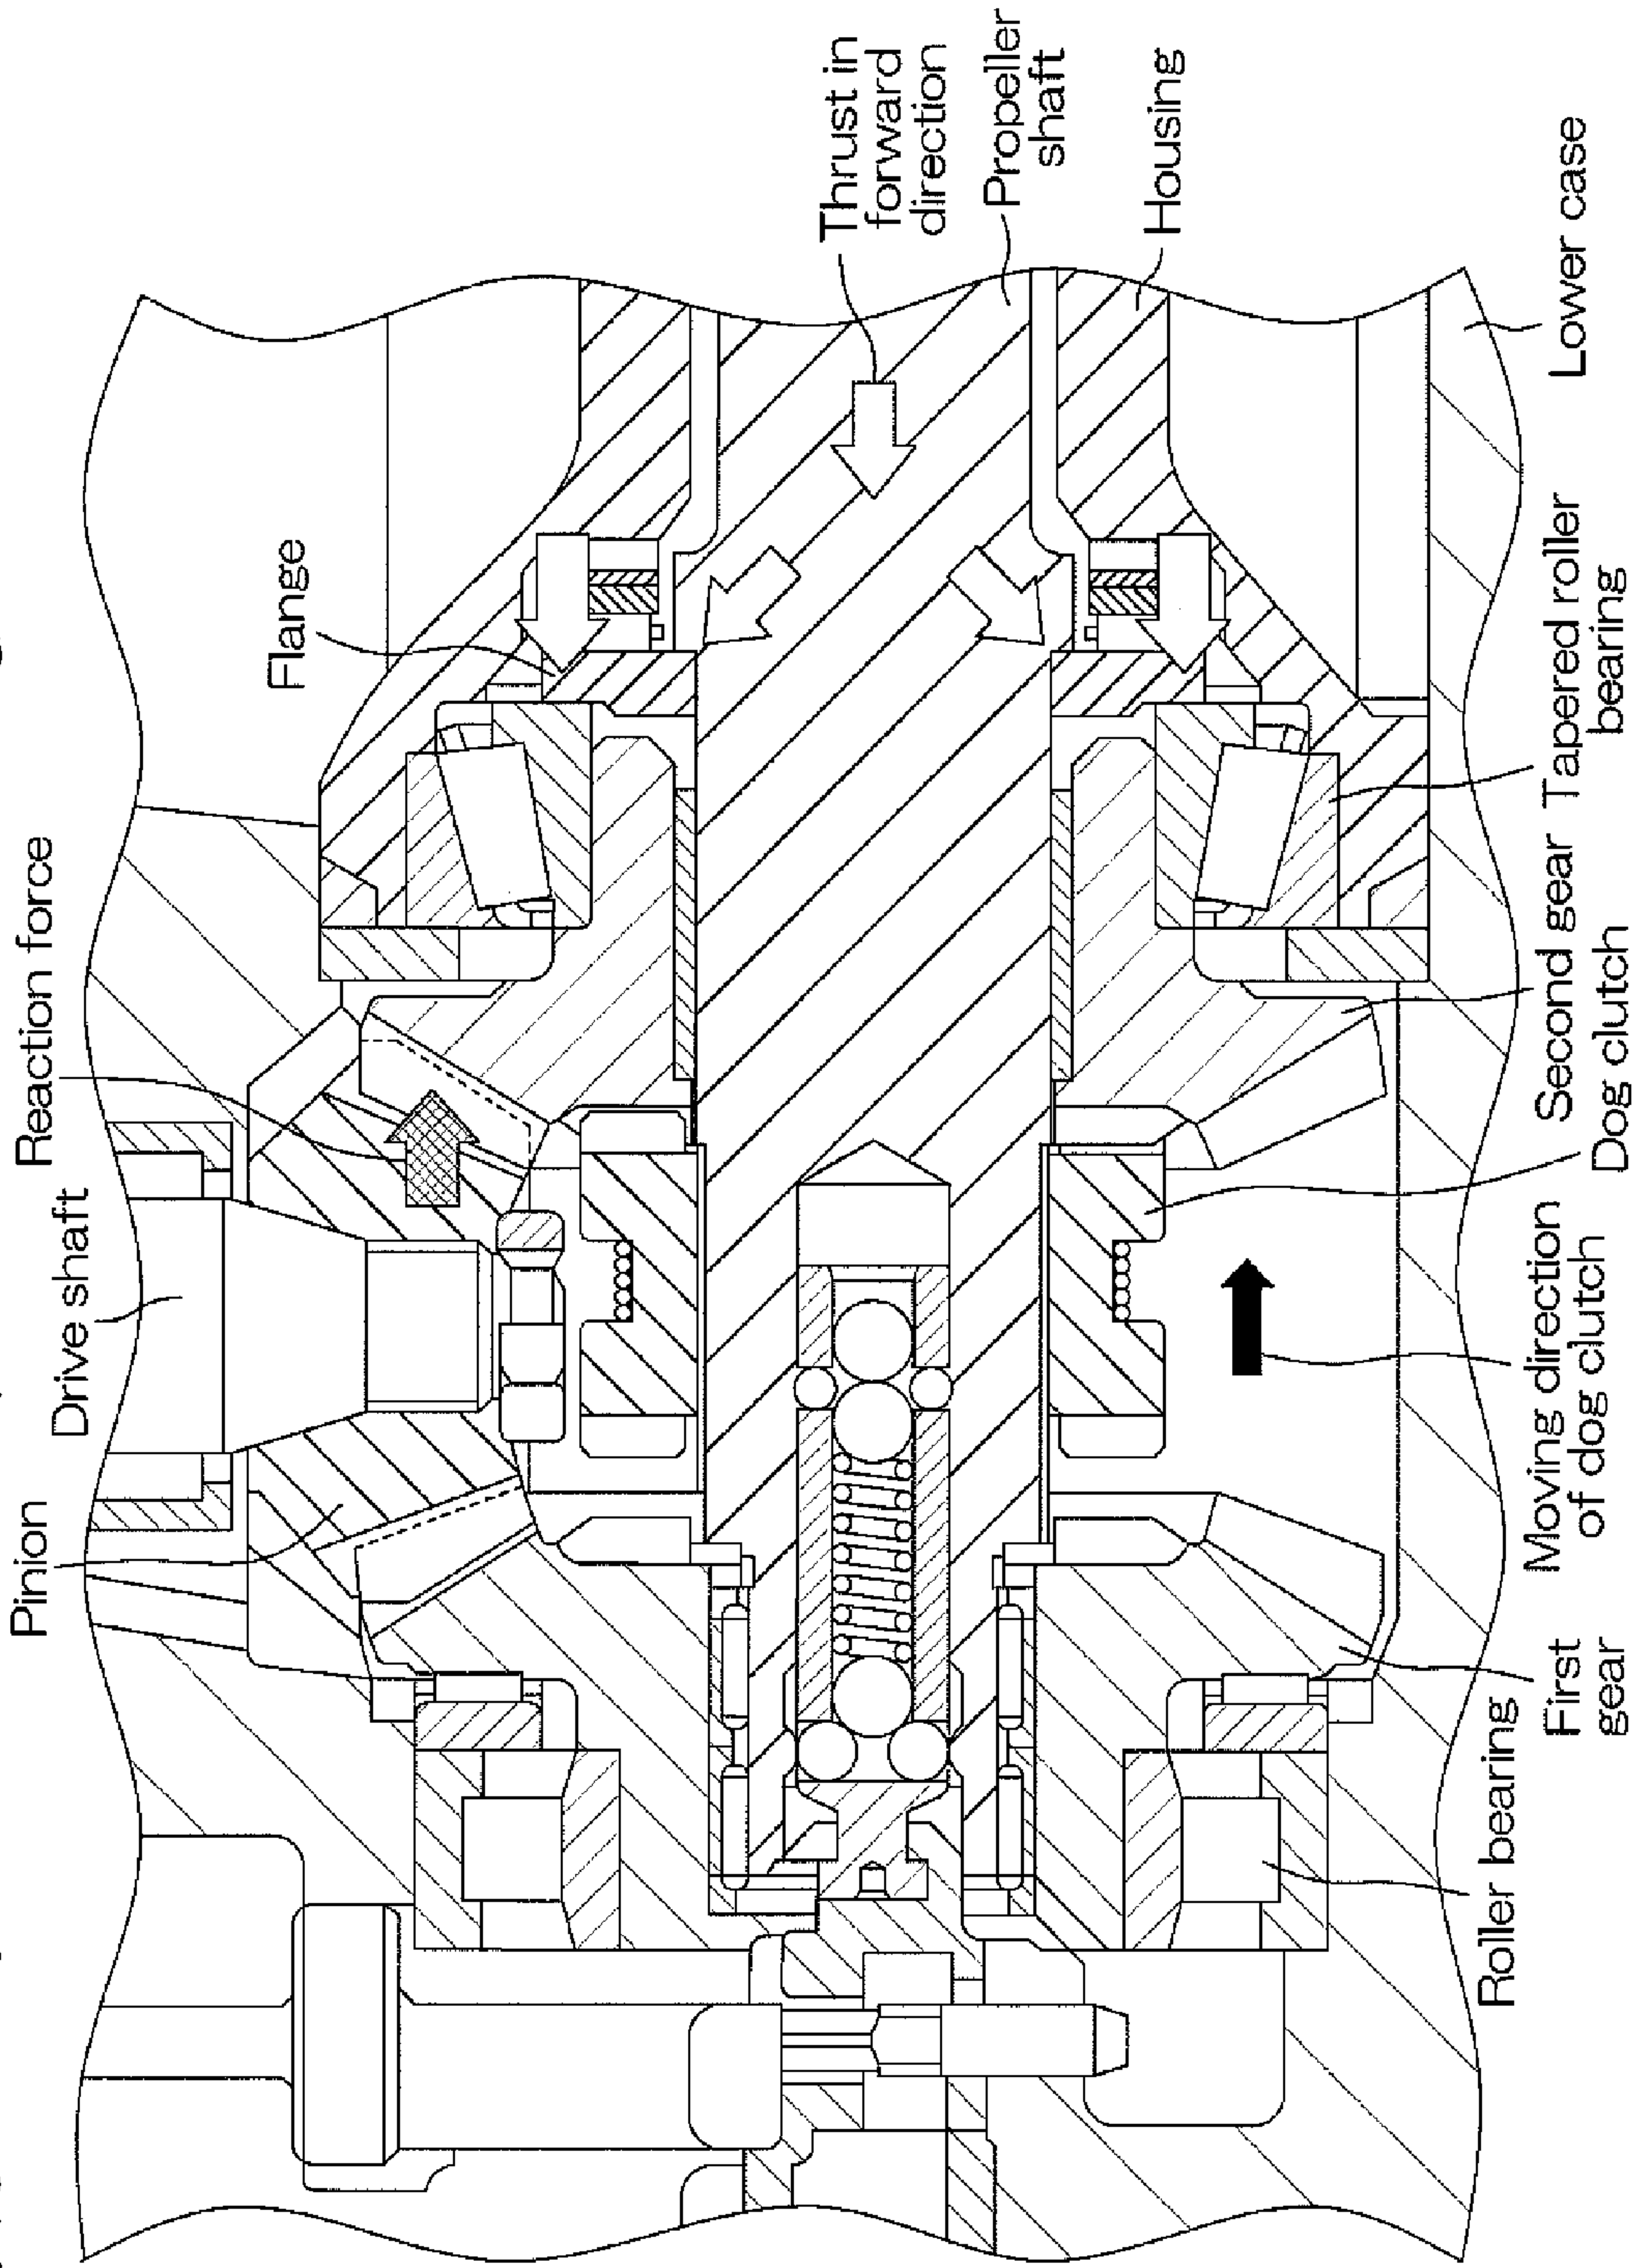 Pinion
Drive shaft
Reaction force
Flange
Thrust in
forward
direction
Propeller
shaft
Housing
Lower case
Tapered roller
bearing
Second gear
Dog clutch
Moving direction
of dog clutch
First
gear
Roller bearing